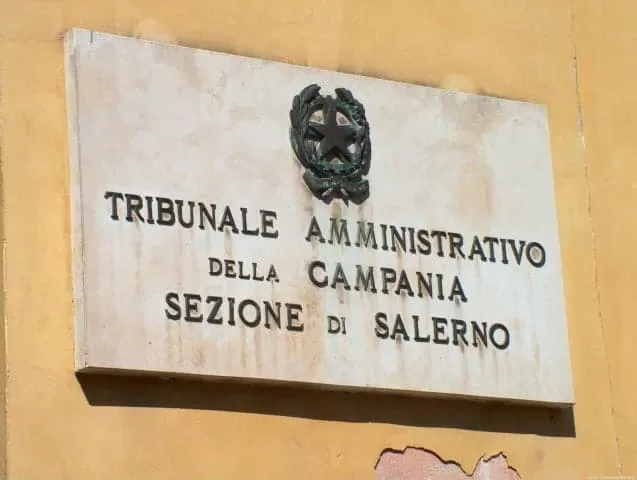 TRIBUNALE AMMINISTRATIVO
DELLA CAMPANIA
SEZIONE DI SALERNO